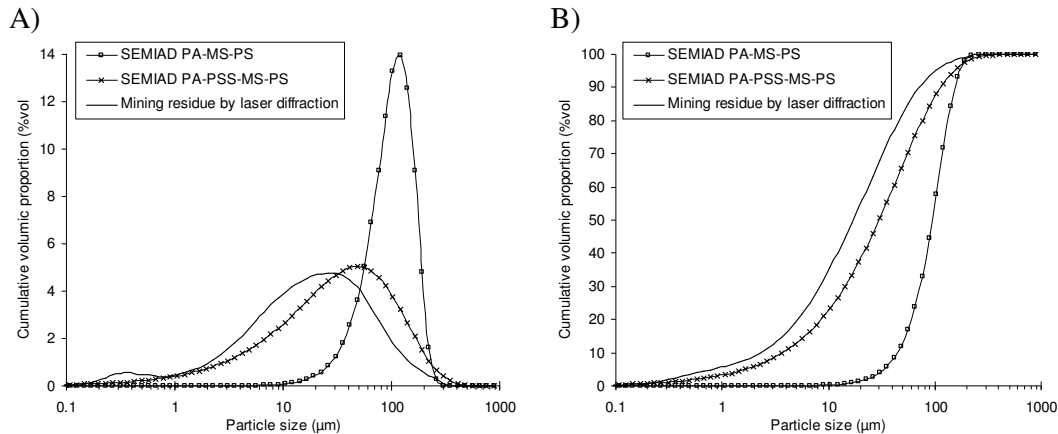 A)
SEMIAD PA-MS-PS
SEMIAD PA-PSS-MS-PS
Mining residue by laser diffraction
Cumulative volumic proportion (%vol)
14
12
10
8
6
4
2
0
0.1 1 10 100 1000
Particle size (µm)
B)
SEMIAD PA-MS-PS
SEMIAD PA-PSS-MS-PS
Mining residue by laser diffraction
Cumulative volumic proportion (%vol)
100
90
80
70
60
50
40
30
20
10
0
0.1 1 10 100 1000
Particle size (µm)